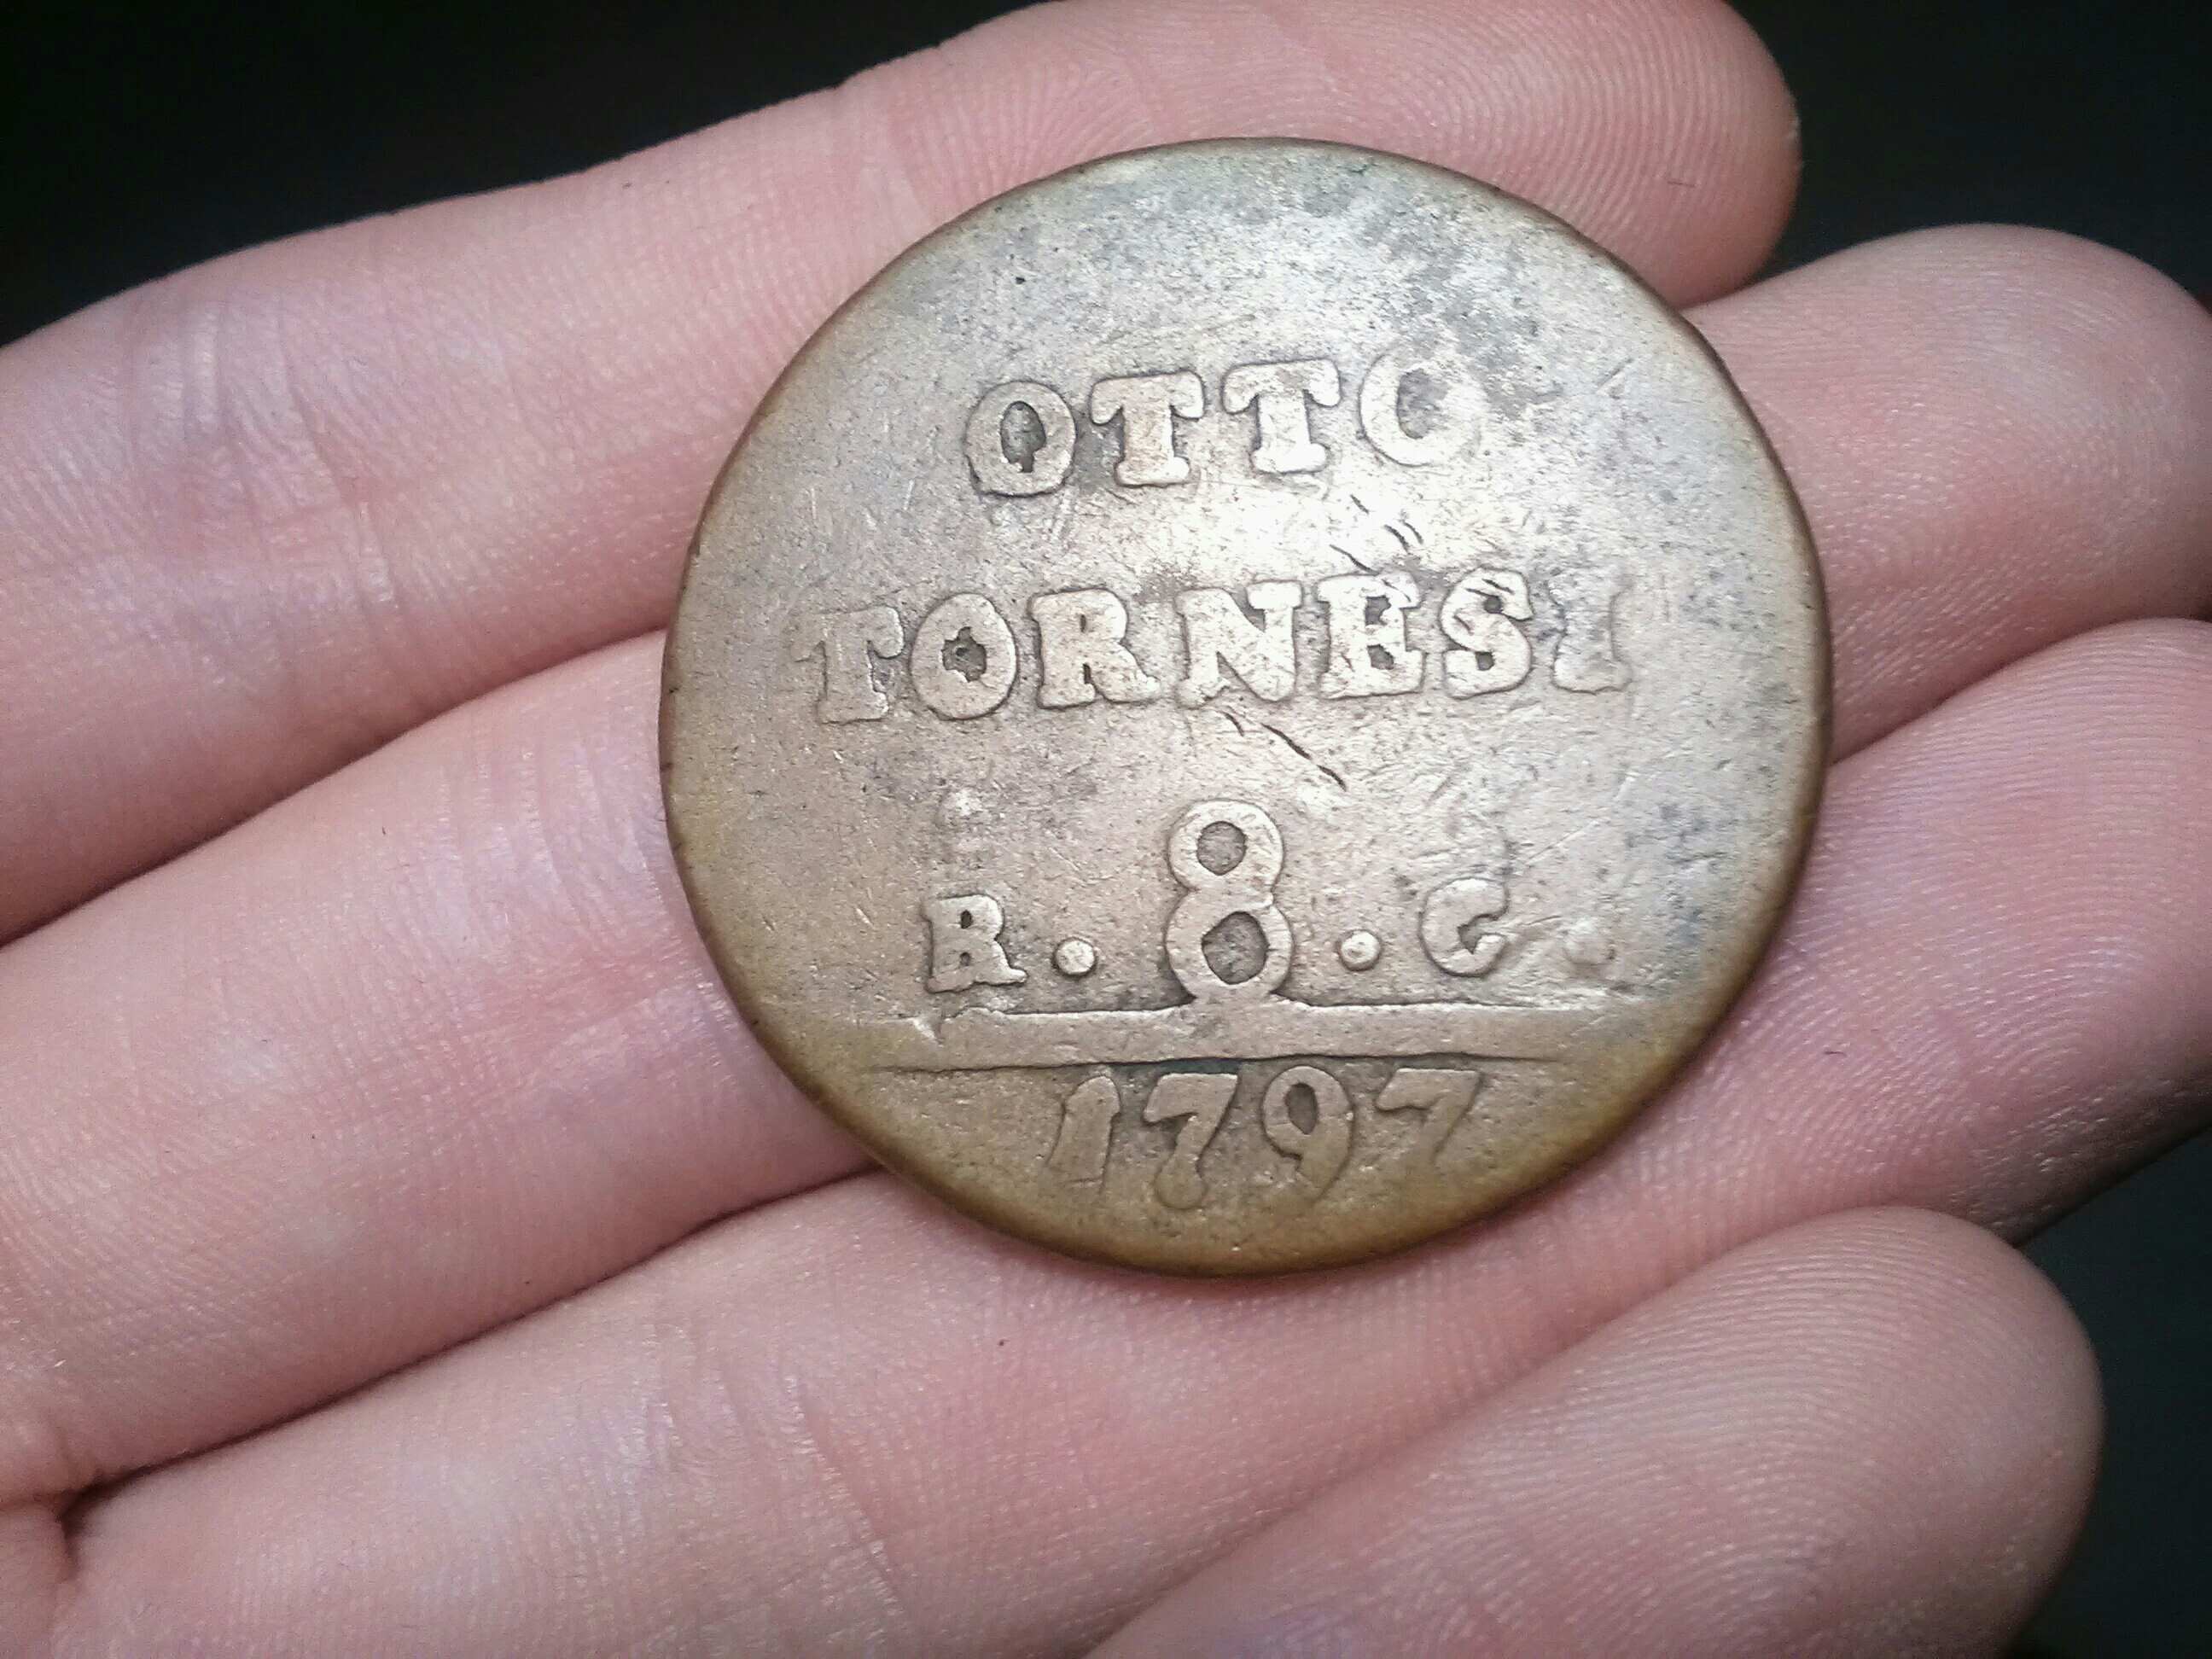 OTTO
TORNESI
R. 8 . C.
1797